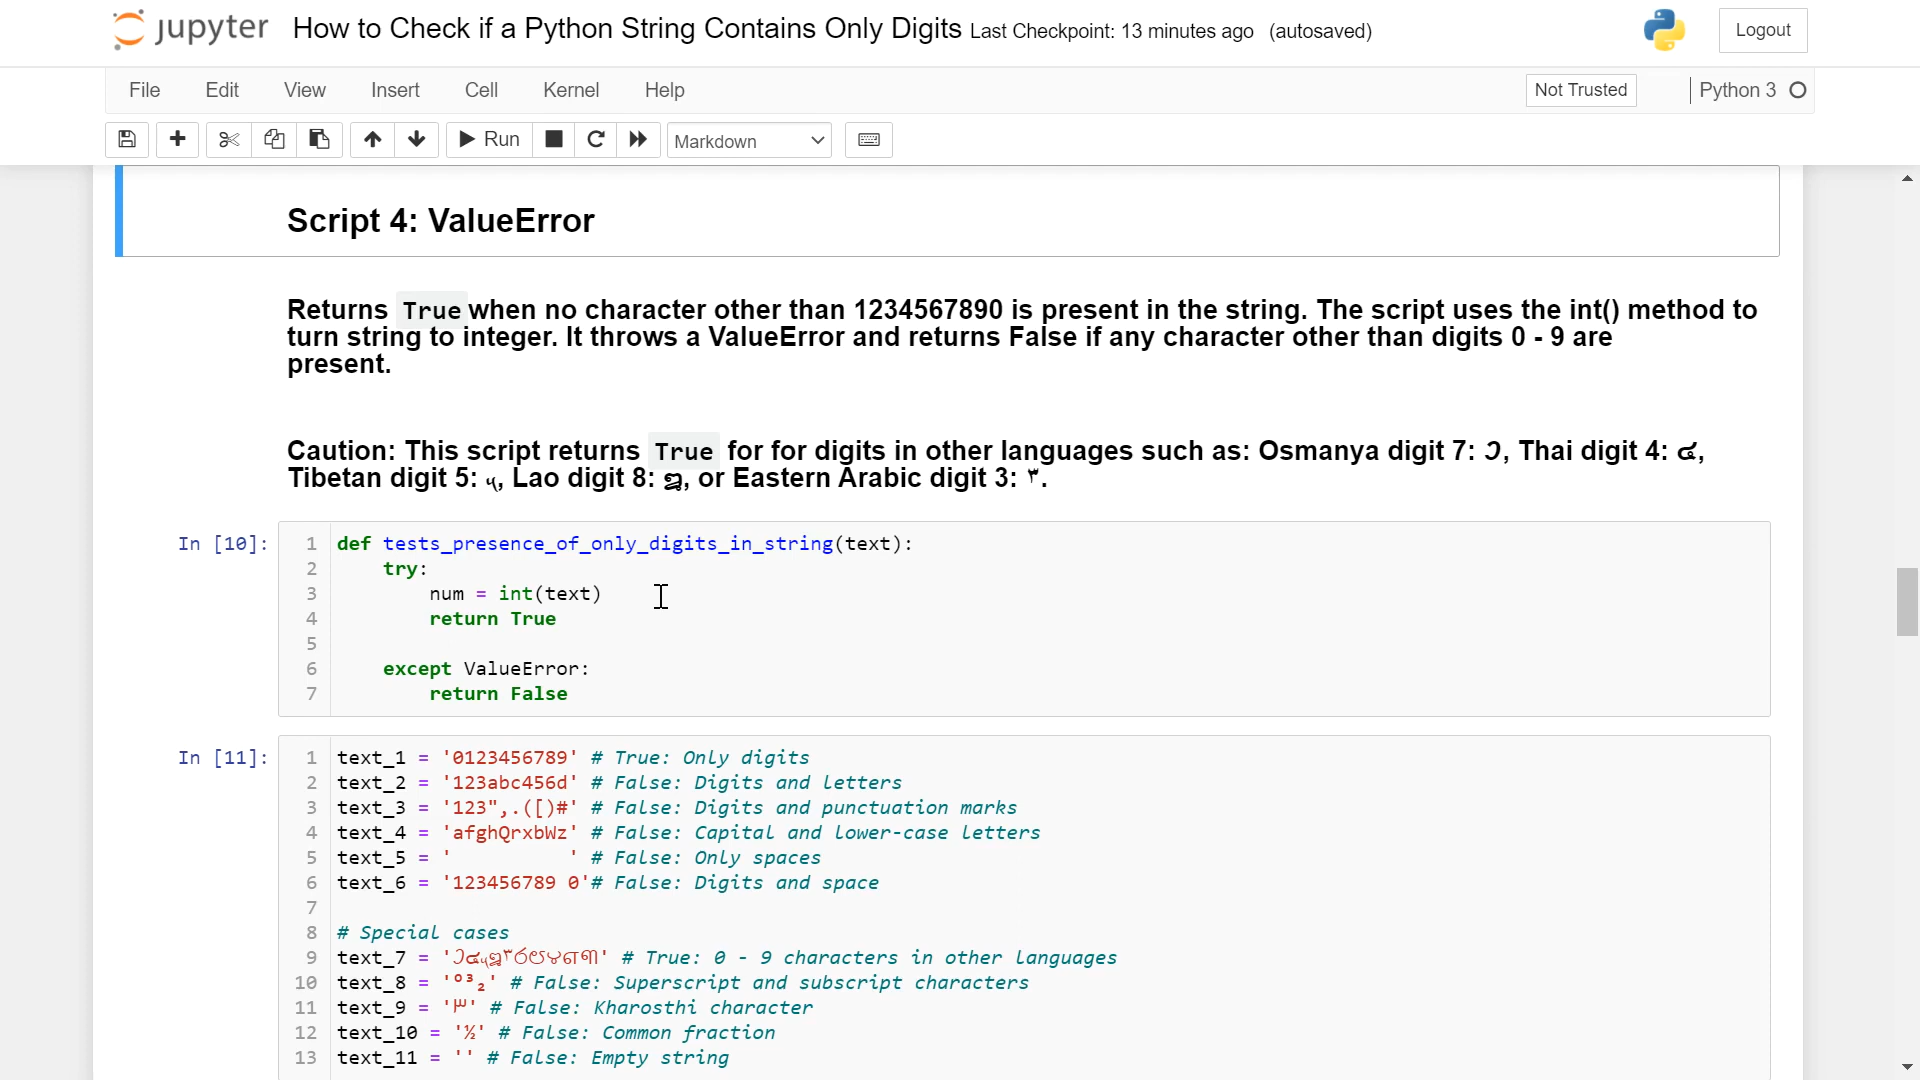 jupyter How to Check if a Python String Contains Only Digits Last Checkpoint: 13 minutes ago (autosaved) Logout
File Edit View Insert Cell Kernel Help Not Trusted Python 3
Run Markdown
Script 4: ValueError
Returns True when no character other than 1234567890 is present in the string. The script uses the int() method to
turn string to integer. It throws a ValueError and returns False if any character other than digits 0 - 9 are
present.
Caution: This script returns True for for digits in other languages such as: Osmanya digit 7: 𐒧, Thai digit 4: ๔,
Tibetan digit 5: ༥, Lao digit 8: ໘, or Eastern Arabic digit 3: ٣.
In [10]:
1 def tests_presence_of_only_digits_in_string(text):
2 try:
3 num = int(text)
4 return True
5
6 except ValueError:
7 return False
In [11]:
1 text_1 = '0123456789' # True: Only digits
2 text_2 = '123abc456d' # False: Digits and letters
3 text_3 = '123",.([)#' # False: Digits and punctuation marks
4 text_4 = 'afghQrxbWz' # False: Capital and lower-case letters
5 text_5 = '          ' # False: Only spaces
6 text_6 = '123456789 0'# False: Digits and space
7
8 # Special cases
9 text_7 = ' ' # True: 0 - 9 characters in other languages
10 text_8 = '⁰³₂' # False: Superscript and subscript characters
11 text_9 = ' ' # False: Kharosthi character
12 text_10 = '½' # False: Common fraction
13 text_11 = '' # False: Empty string